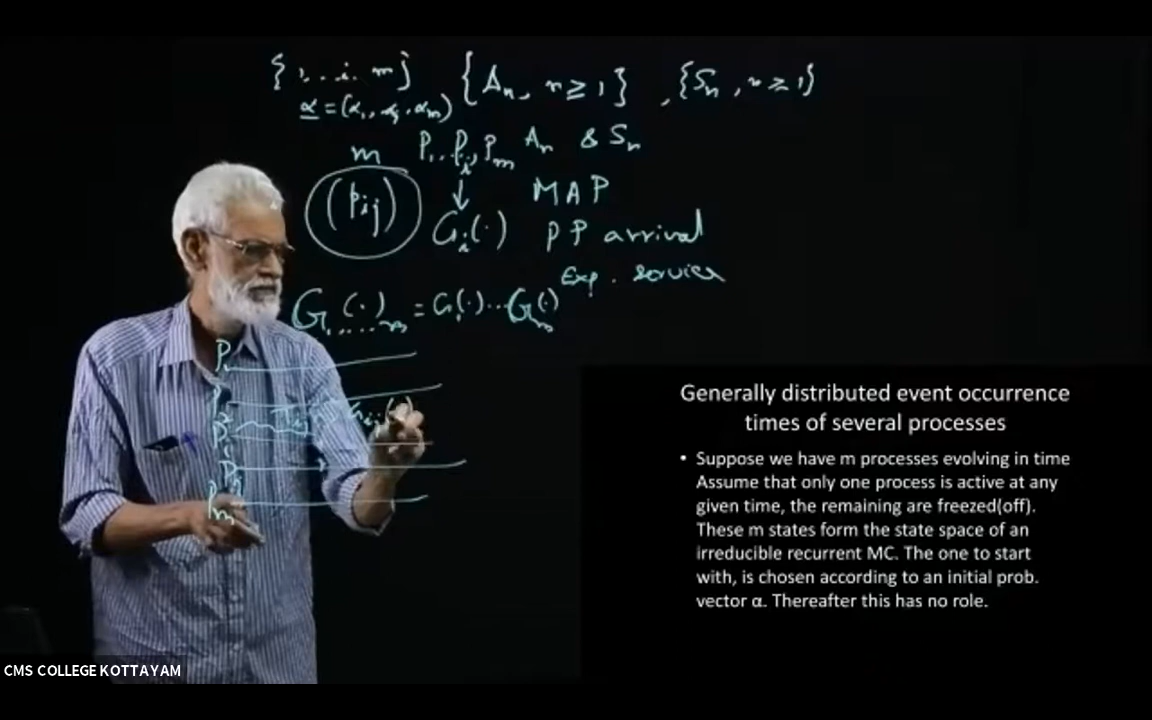 {1, . . i . m} {An, n ≥ 1} , {Sn, n ≥ 1}
α = (α1, αj . αm)
m P1 .. Pi, Pm An & Sn
(Pij) ↓ MAP
Gi(·) PP arrival
Exp. service
G1, ..... m (·) = G1(·) ... Gm(·)
Generally distributed event occurrence
times of several processes
• Suppose we have m processes evolving in time
Assume that only one process is active at any
given time, the remaining are freezed(off).
These m states form the state space of an
irreducible recurrent MC. The one to start
with, is chosen according to an initial prob.
vector α. Thereafter this has no role.
P1
Pi
Pj
Pm
CMS COLLEGE KOTTAYAM